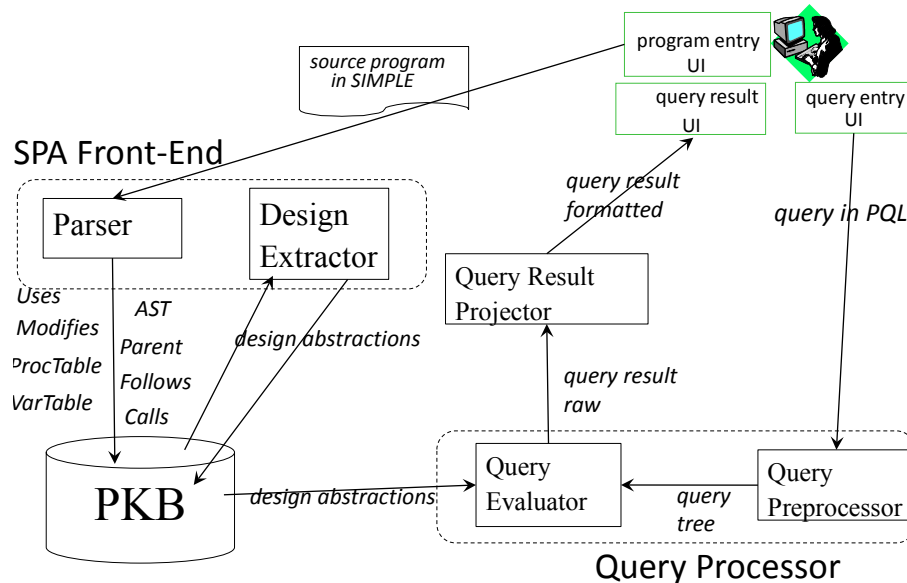 program entry
UI
source program
in SIMPLE
query result
UI
query entry
UI
SPA Front-End
Parser
Design
Extractor
query result
formatted
query in PQL
Query Result
Projector
Uses
Modifies
ProcTable
VarTable
AST
Parent
Follows
Calls
design abstractions
query result
raw
PKB
design abstractions
Query
Evaluator
query
tree
Query
Preprocessor
Query Processor